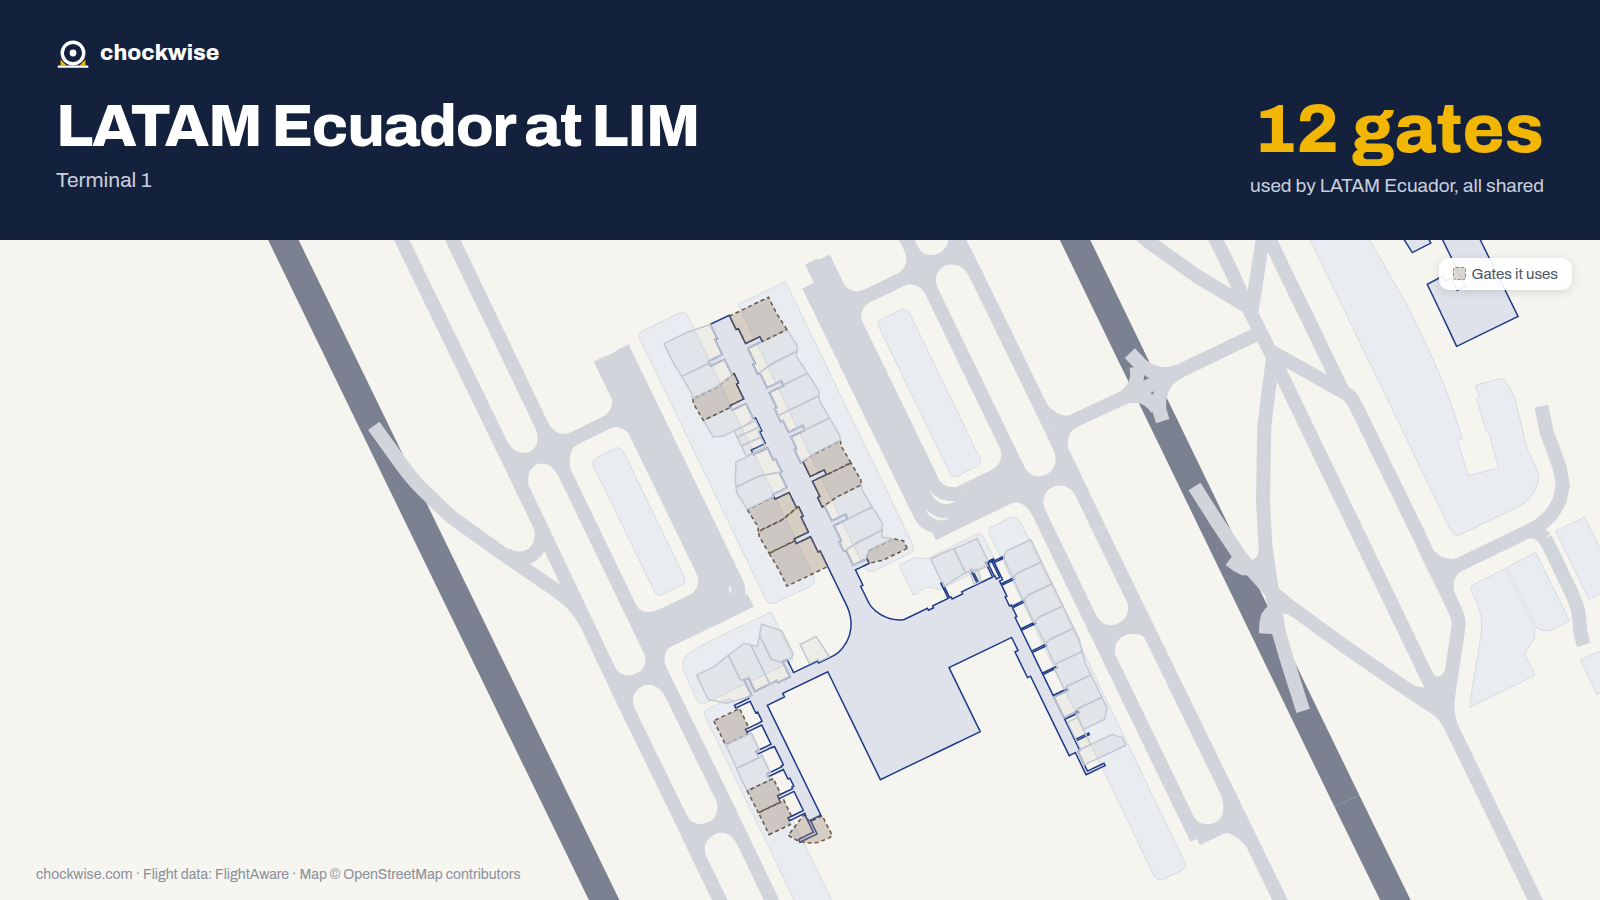 chockwise
LATAM Ecuador at LIM
Terminal 1
12 gates
used by LATAM Ecuador, all shared
Gates it uses
chockwise.com · Flight data: FlightAware · Map © OpenStreetMap contributors